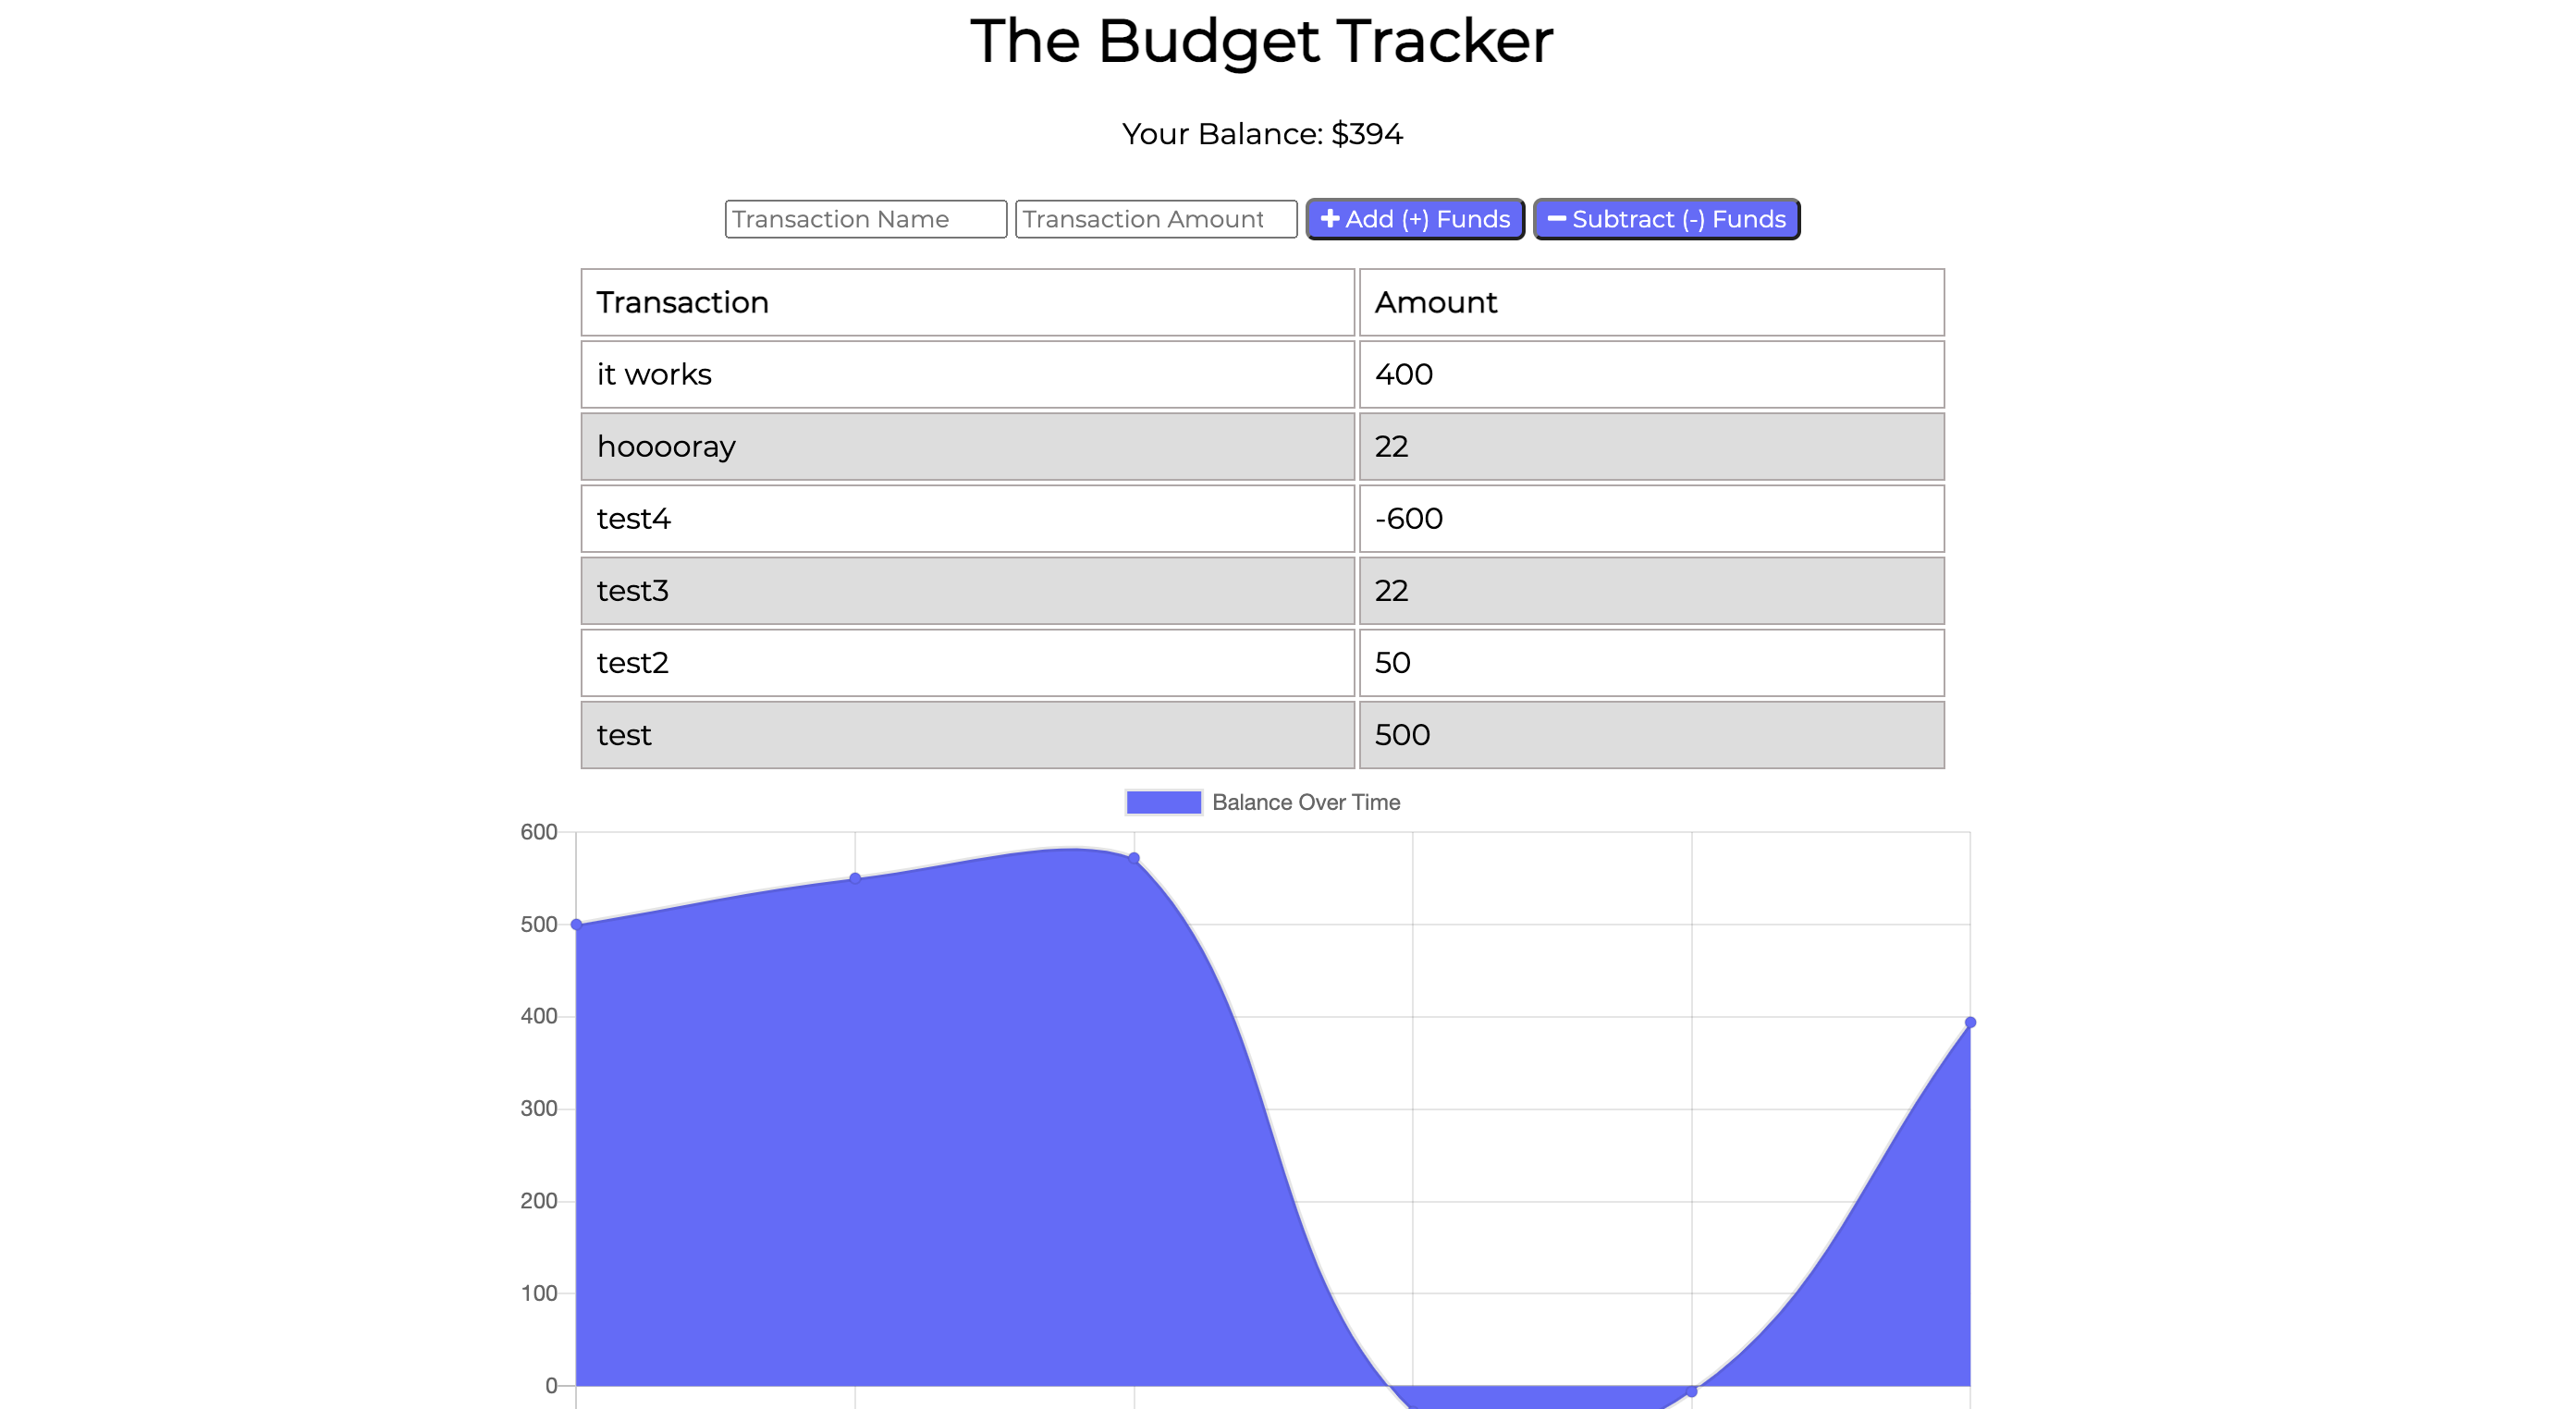 The Budget Tracker
Your Balance: $394
Transaction Name Transaction Amount Add (+) Funds Subtract (-) Funds
Transaction Amount
it works 400
hooooray 22
test4 -600
test3 22
test2 50
test 500
Balance Over Time
600
500
400
300
200
100
0